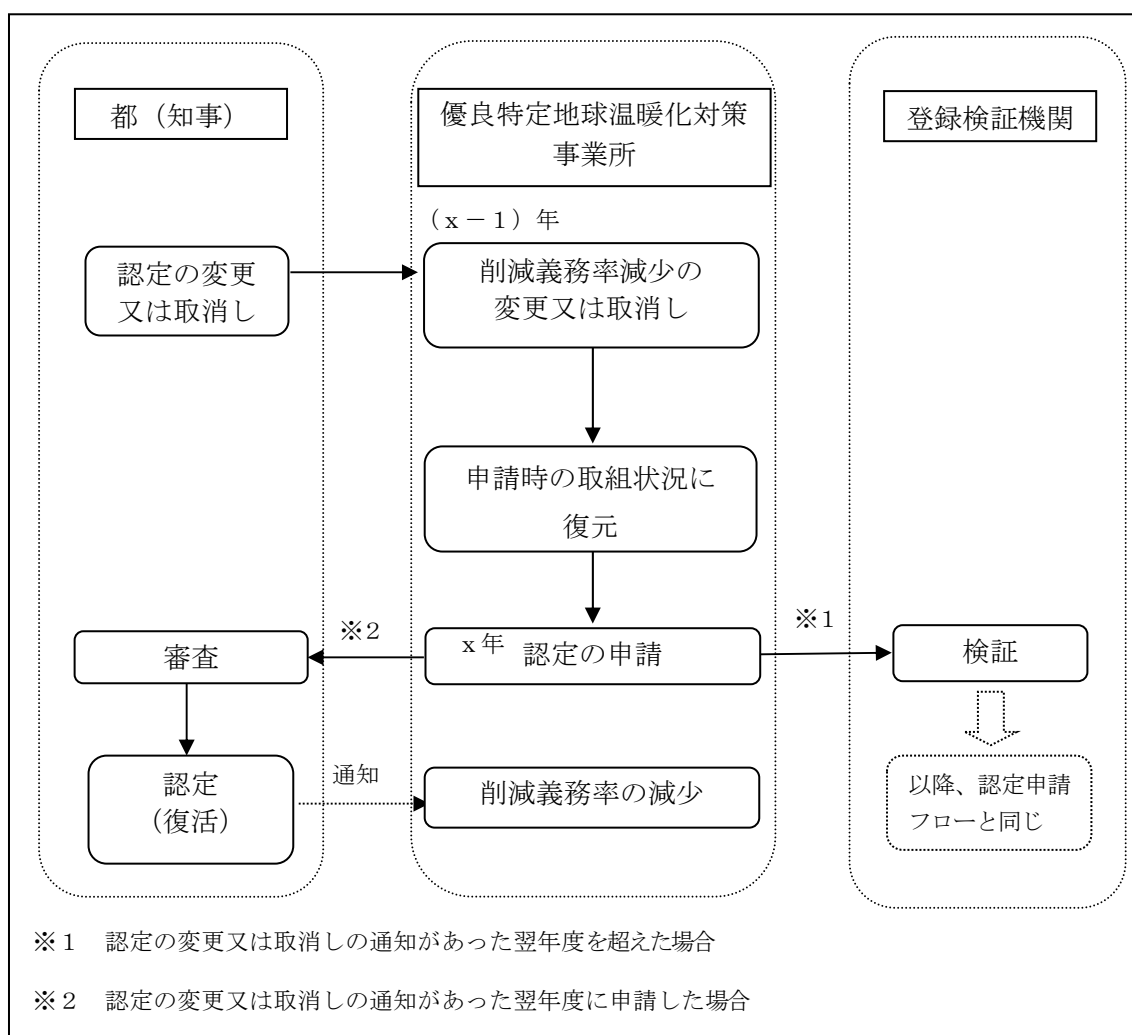 都（知事）
優良特定地球温暖化対策
事業所
登録検証機関
（ｘ－１）年
認定の変更
又は取消し
削減義務率減少の
変更又は取消し
申請時の取組状況に
復元
※2
※1
審査
ｘ年 認定の申請
検証
認定
（復活）
通知
削減義務率の減少
以降、認定申請
フローと同じ
※１　認定の変更又は取消しの通知があった翌年度を超えた場合
※２　認定の変更又は取消しの通知があった翌年度に申請した場合